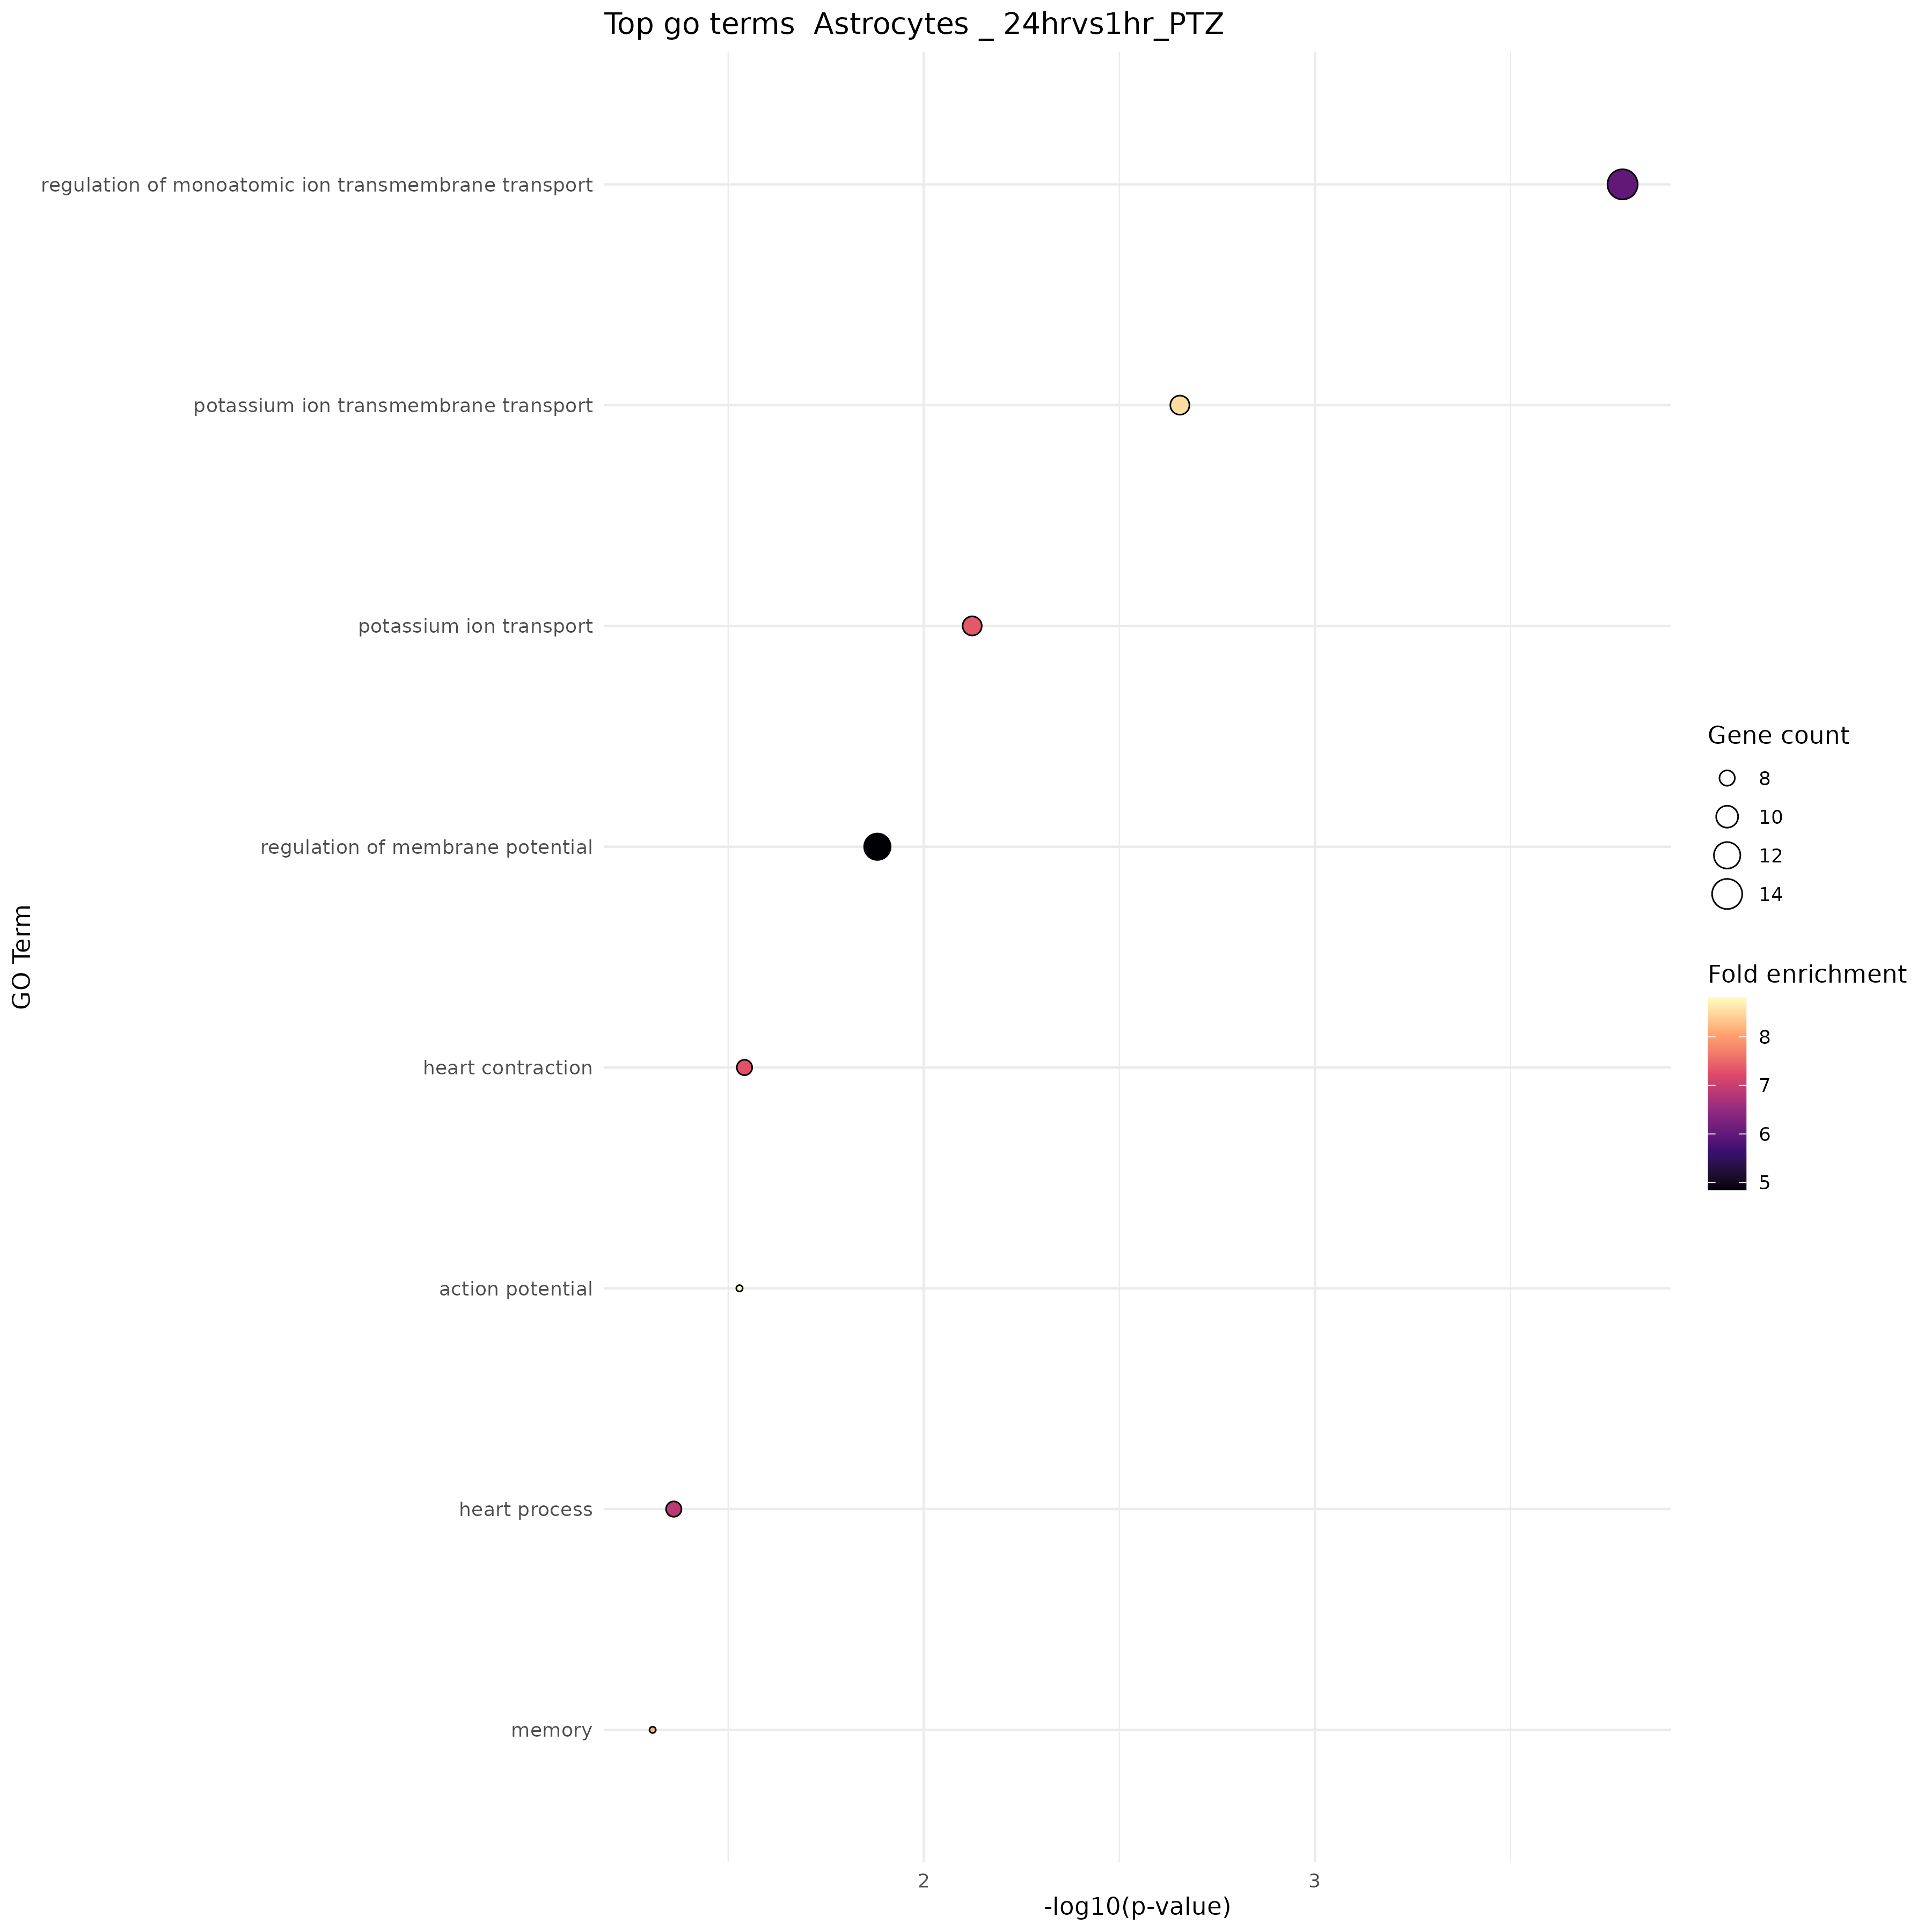 Top go terms  Astrocytes _ 24hrvs1hr_PTZ
regulation of monoatomic ion transmembrane transport
potassium ion transmembrane transport
potassium ion transport
regulation of membrane potential
heart contraction
action potential
heart process
memory
GO Term
2
3
-log10(p-value)
Gene count
8
10
12
14
Fold enrichment
8
7
6
5